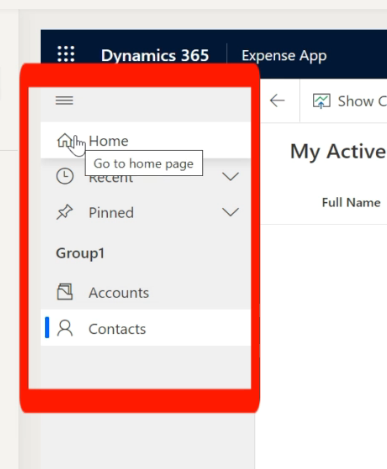 Dynamics 365 Expense App
Show C
Home
Go to home page
Recent
Pinned
Group1
Accounts
Contacts
My Active
Full Name